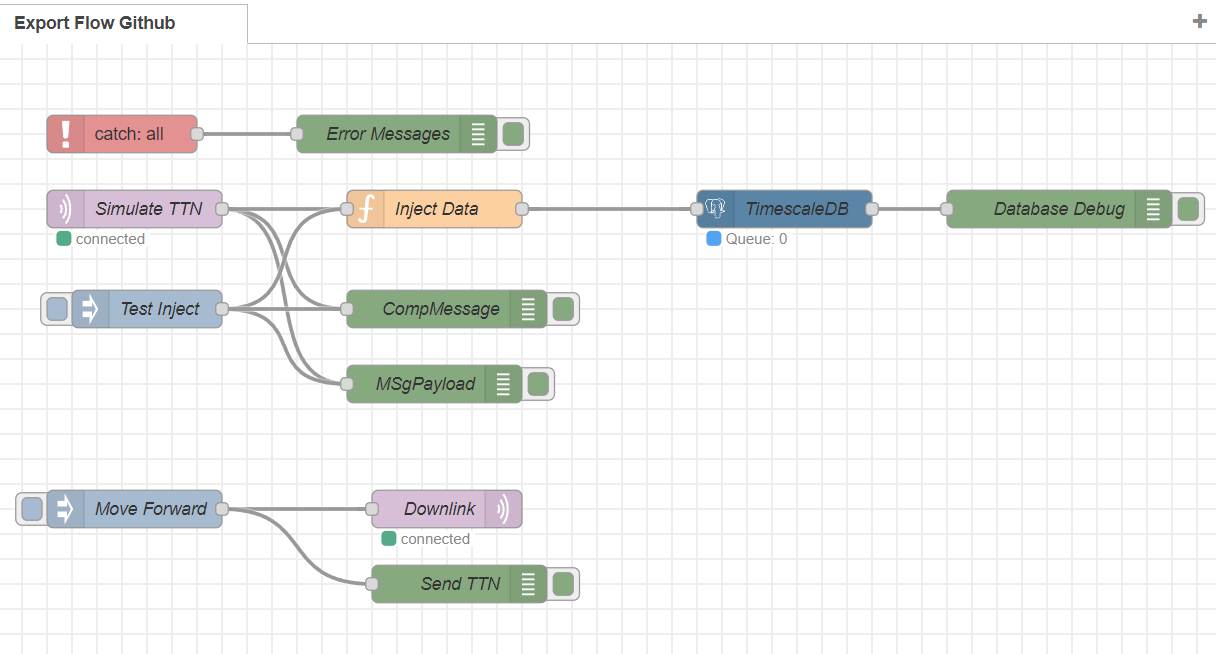 Export Flow Github
catch: all
Error Messages
Simulate TTN
Inject Data
TimescaleDB
Database Debug
connected
Queue: 0
Test Inject
CompMessage
MSgPayload
Move Forward
Downlink
connected
Send TTN